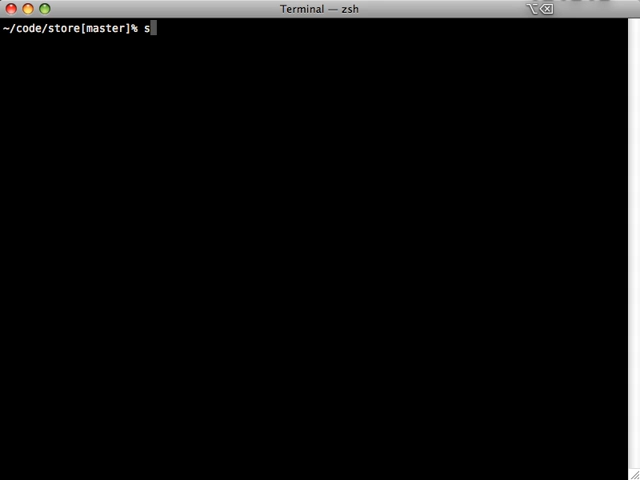 Terminal — zsh ⌥⌫
~/code/store[master]% s